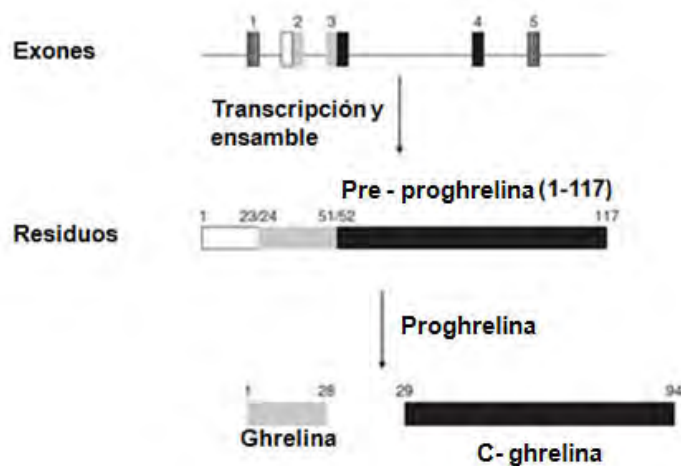 1 2 3 4 5
Exones
Transcripción y
ensamble
Pre - proghrelina (1-117)
1 23/24 51/52 117
Residuos
Proghrelina
1 28 29 94
Ghrelina
C- ghrelina